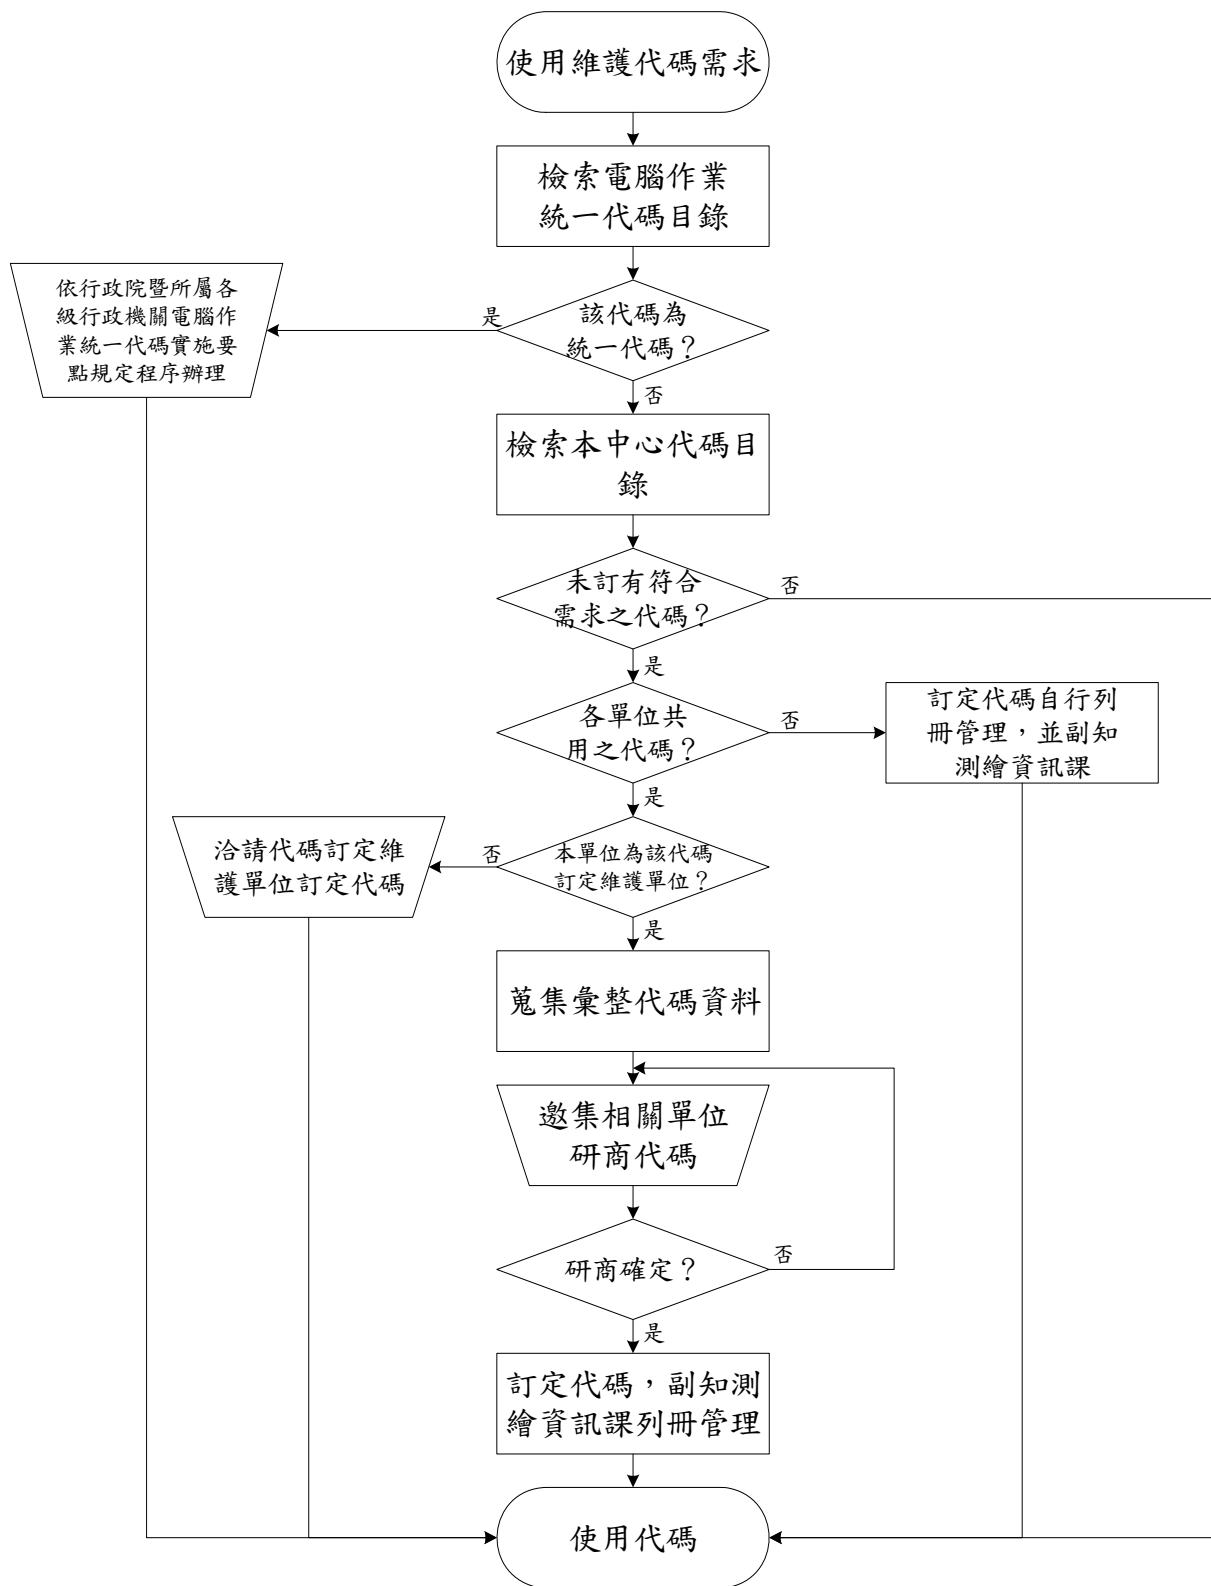 使用維護代碼需求
檢索電腦作業
統一代碼目錄
該代碼為
統一代碼？
是
依行政院暨所屬各
級行政機關電腦作
業統一代碼實施要
點規定程序辦理
否
檢索本中心代碼目
錄
未訂有符合
需求之代碼？
否
是
各單位共
用之代碼？
否
訂定代碼自行列
冊管理，並副知
測繪資訊課
是
本單位為該代碼
訂定維護單位？
否
洽請代碼訂定維
護單位訂定代碼
是
蒐集彙整代碼資料
邀集相關單位
研商代碼
研商確定？
否
是
訂定代碼，副知測
繪資訊課列冊管理
使用代碼